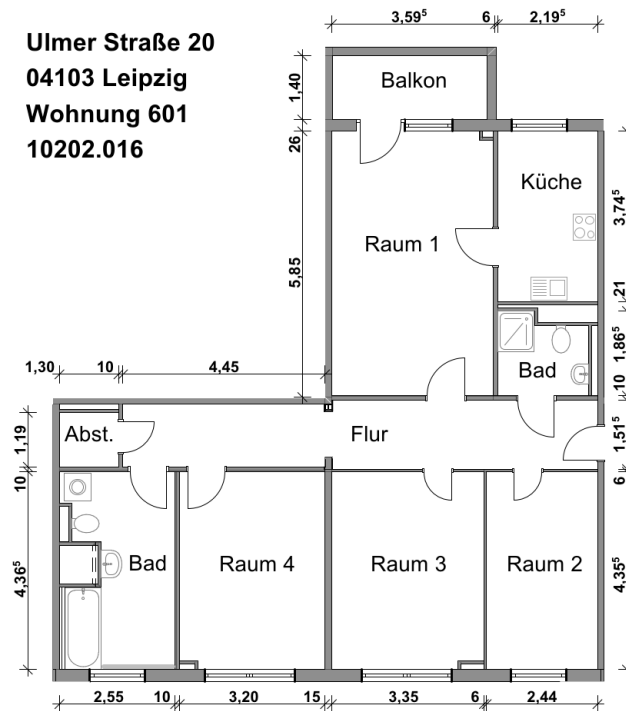 Ulmer Straße 20
04103 Leipzig
Wohnung 601
10202.016
3,59⁵ 6 2,19⁵
1,40
Balkon
26
Küche
3,74⁵
Raum 1
5,85
21
1,86⁵
Bad
10
1,30 10 4,45
Abst.
1,19
Flur
1.51⁵
10
6
Bad
Raum 4
Raum 3
Raum 2
4,36⁵
4,35⁵
2,55 10 3,20 15 3,35 6 2,44